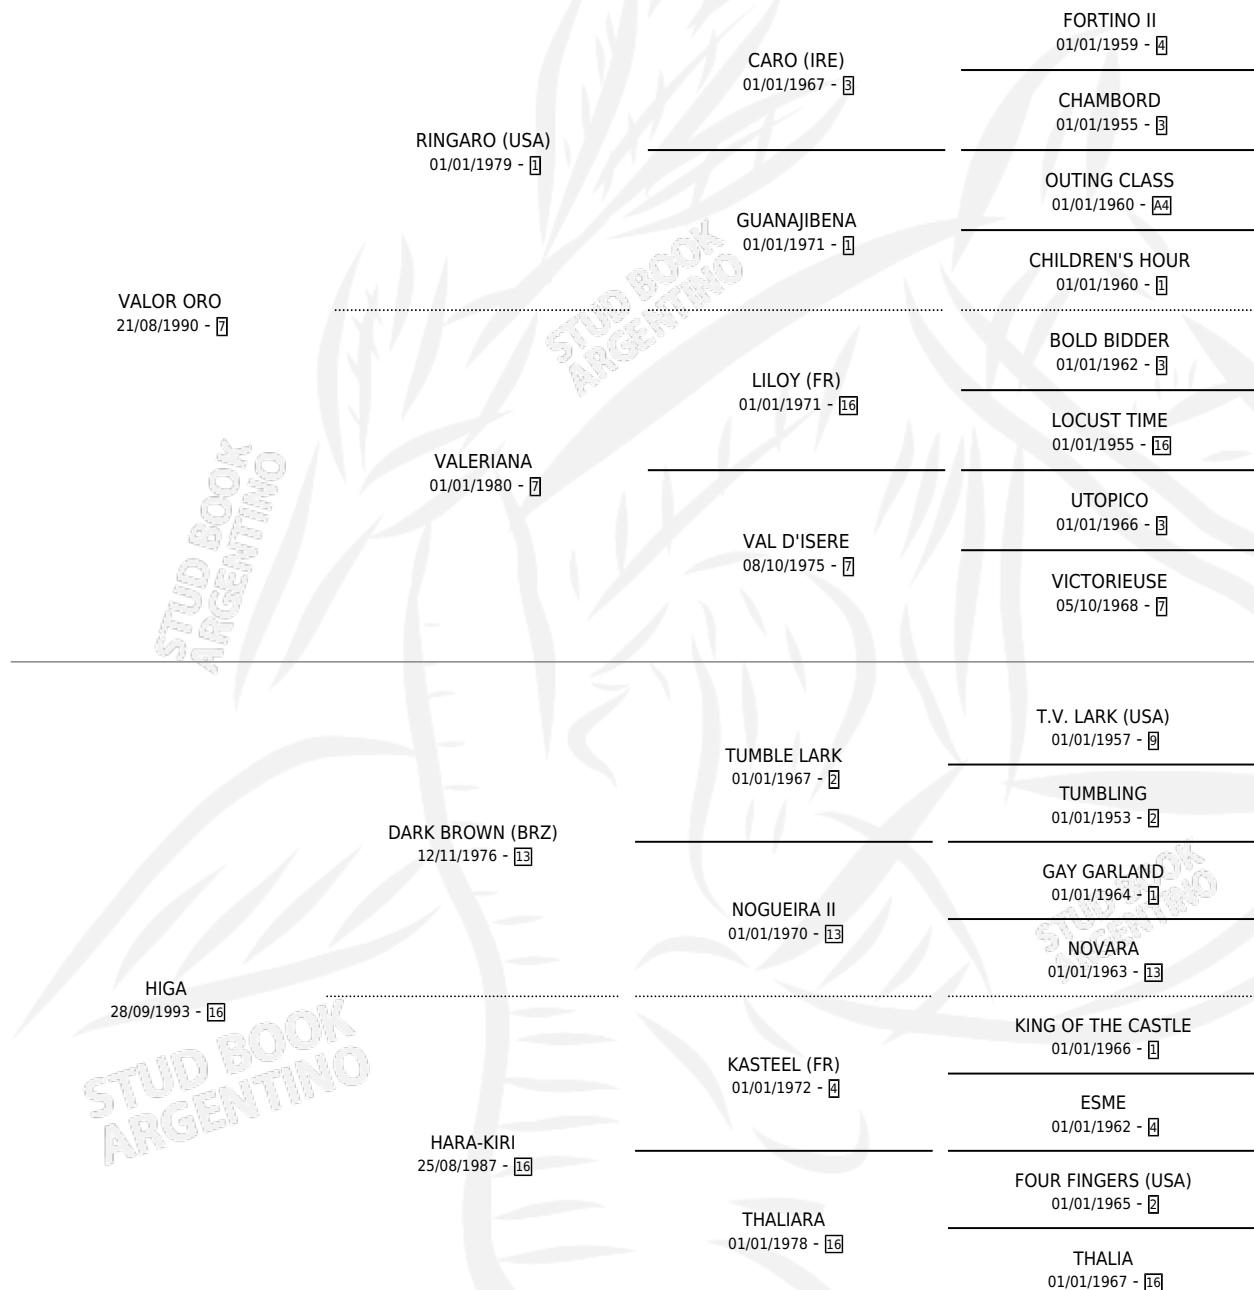 FORTINO II
01/01/1959 - 4
CARO (IRE)
01/01/1967 - 3
CHAMBORD
01/01/1955 - 3
RINGARO (USA)
01/01/1979 - 1
OUTING CLASS
01/01/1960 - A4
GUANAJIBENA
01/01/1971 - 1
CHILDREN'S HOUR
01/01/1960 - 1
VALOR ORO
21/08/1990 - 7
STUD BOOK
ARGENTINO
BOLD BIDDER
01/01/1962 - 3
LILOY (FR)
01/01/1971 - 16
LOCUST TIME
01/01/1955 - 16
VALERIANA
01/01/1980 - 7
UTOPICO
01/01/1966 - 3
VAL D'ISERE
08/10/1975 - 7
VICTORIEUSE
05/10/1968 - 7
STUD BOOK
ARGENTINO
T.V. LARK (USA)
01/01/1957 - 9
TUMBLE LARK
01/01/1967 - 2
TUMBLING
01/01/1953 - 2
DARK BROWN (BRZ)
12/11/1976 - 13
GAY GARLAND
01/01/1964 - 1
NOGUEIRA II
01/01/1970 - 13
NOVARA
01/01/1963 - 13
STUD BOOK
ARGENTINO
HIGA
28/09/1993 - 16
KING OF THE CASTLE
01/01/1966 - 1
KASTEEL (FR)
01/01/1972 - 4
ESME
01/01/1962 - 4
STUD BOOK
ARGENTINO
HARA-KIRI
25/08/1987 - 16
FOUR FINGERS (USA)
01/01/1965 - 2
THALIARA
01/01/1978 - 16
THALIA
01/01/1967 - 16